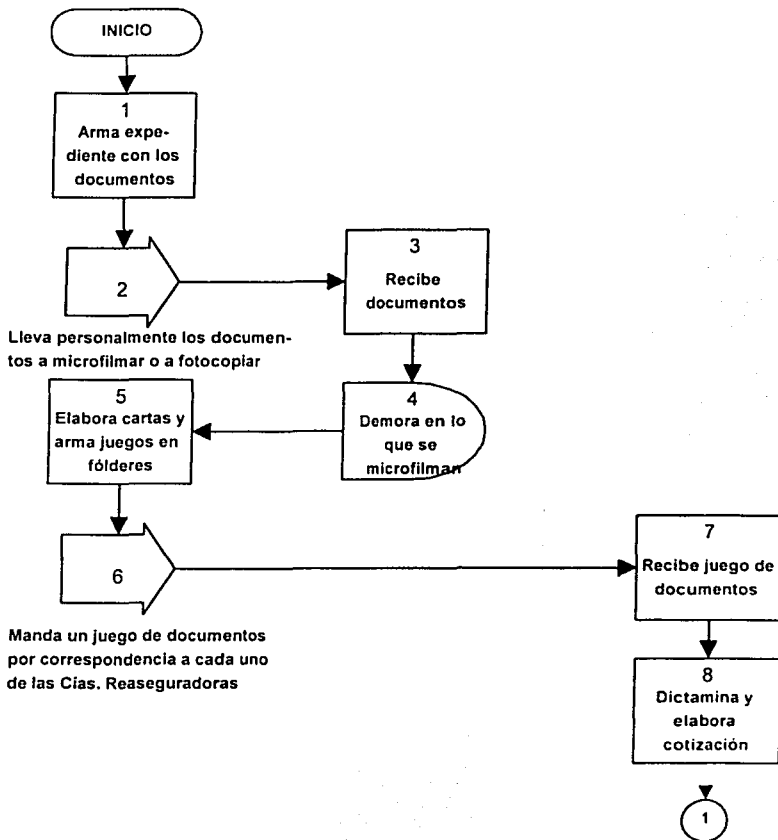 INICIO
1
Arma expe-
diente con los
documentos
2
Lleva personalmente los documen-
tos a microfilmar o a fotocopiar
3
Recibe
documentos
4
Demora en lo
que se
microfilman
5
Elabora cartas y
arma juegos en
fólderes
6
Manda un juego de documentos
por correspondencia a cada uno
de las Cías. Reaseguradoras
7
Recibe juego de
documentos
8
Dictamina y
elabora
cotización
1